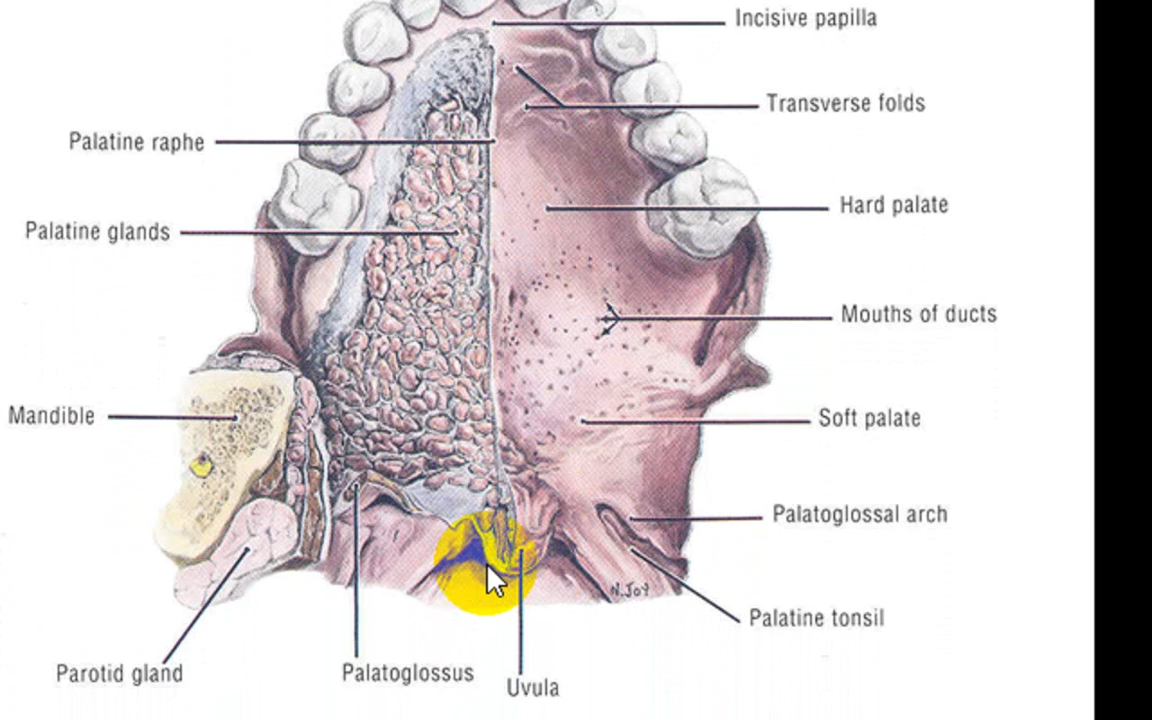 Incisive papilla
Transverse folds
Palatine raphe
Hard palate
Palatine glands
Mouths of ducts
Mandible
Soft palate
Palatoglossal arch
N.Joy
Palatine tonsil
Parotid gland
Palatoglossus
Uvula